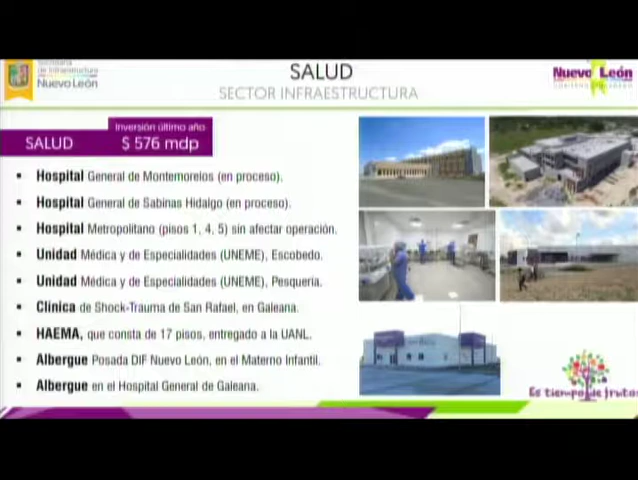 Secretaría
de Infraestructura
Nuevo León
SALUD
SECTOR INFRAESTRUCTURA
Nuevo León
SALUD
Inversión último año
$ 576 mdp
▪ Hospital General de Montemorelos (en proceso).
▪ Hospital General de Sabinas Hidalgo (en proceso).
▪ Hospital Metropolitano (pisos 1, 4, 5) sin afectar operación.
▪ Unidad Médica y de Especialidades (UNEME), Escobedo.
▪ Unidad Médica y de Especialidades (UNEME), Pesquería.
▪ Clínica de Shock-Trauma de San Rafael, en Galeana.
▪ HAEMA, que consta de 17 pisos, entregado a la UANL.
▪ Albergue Posada DIF Nuevo León, en el Materno Infantil.
▪ Albergue en el Hospital General de Galeana.
Es tiempo de frutos